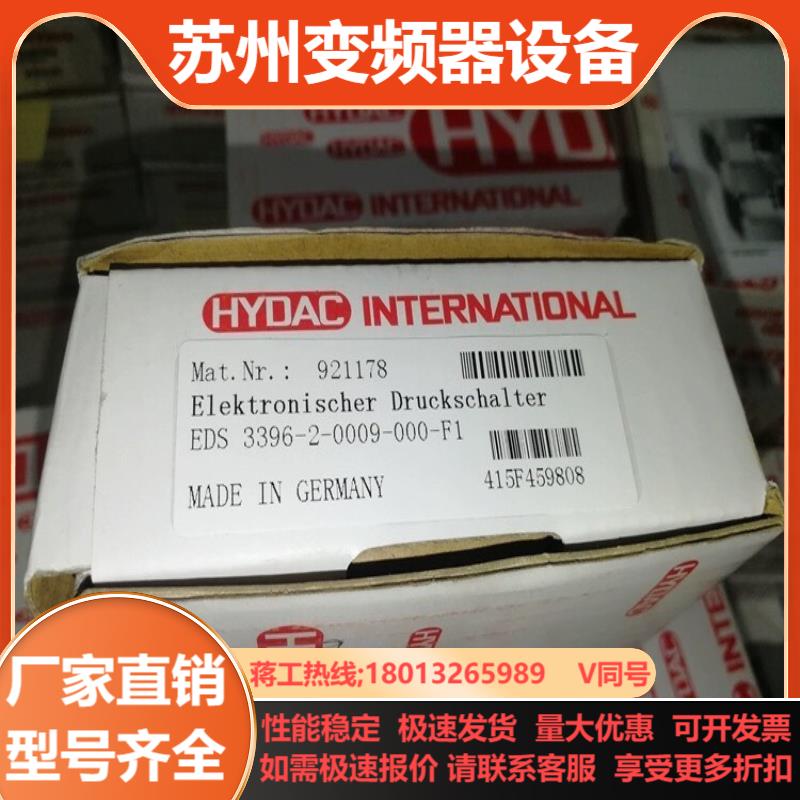 苏州变频器设备
HYD
HYDAC INTERNATIONAL
HYDAC INTERNATIONAL
Mat.Nr.: 921178
Elektronischer Druckschalter
EDS 3396-2-0009-000-F1
MADE IN GERMANY
415F459808
厂家直销
型号齐全
蒋工热线;18013265989 V同号
性能稳定 极速发货 量大优惠 可开发票
如需极速报价 请联系客服 享受更多折扣
HYDAC INTER